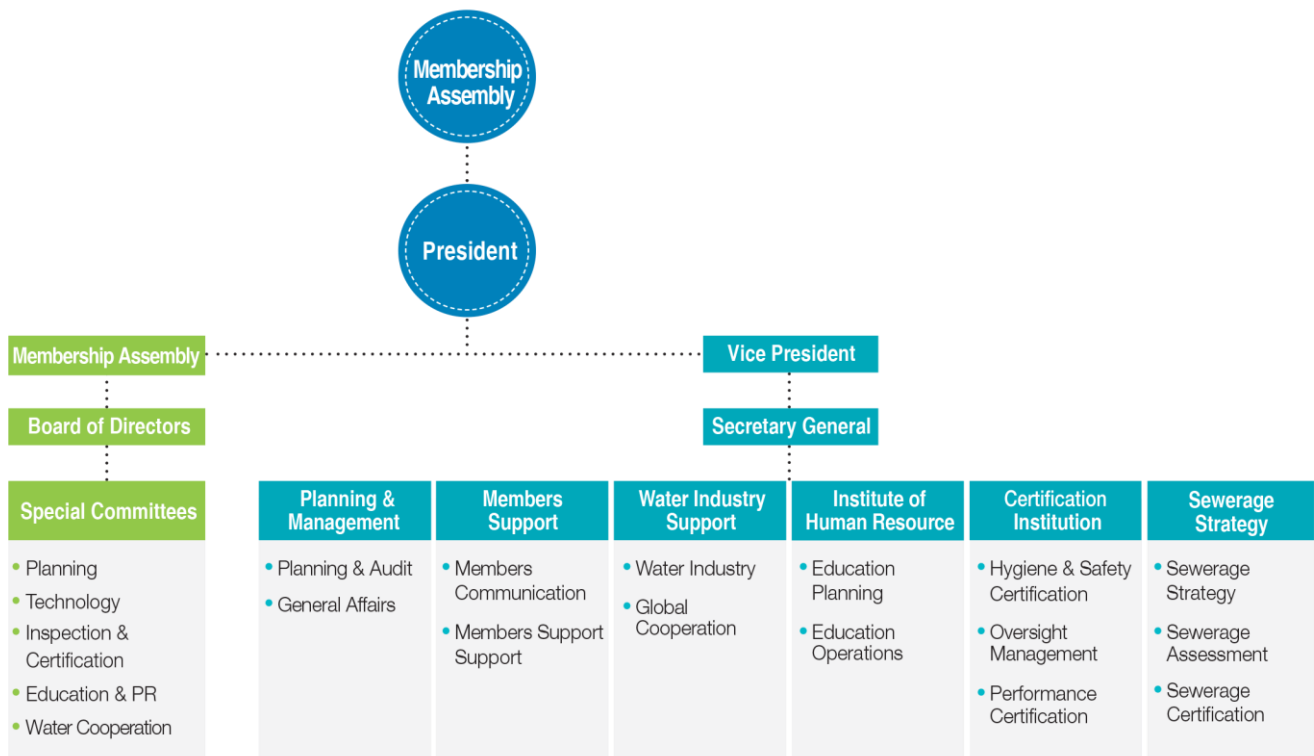 Membership
Assembly
President
Membership Assembly
Vice President
Board of Directors
Secretary General
Special Committees
• Planning
• Technology
• Inspection &
Certification
• Education & PR
• Water Cooperation
Planning &
Management
• Planning & Audit
• General Affairs
Members
Support
• Members
Communication
• Members Support
Support
Water Industry
Support
• Water Industry
• Global
Cooperation
Institute of
Human Resource
• Education
Planning
• Education
Operations
Certification
Institution
• Hygiene & Safety
Certification
• Oversight
Management
• Performance
Certification
Sewerage
Strategy
• Sewerage
Strategy
• Sewerage
Assessment
• Sewerage
Certification